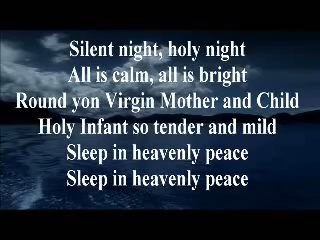 Silent night, holy night
All is calm, all is bright
Round yon Virgin Mother and Child
Holy Infant so tender and mild
Sleep in heavenly peace
Sleep in heavenly peace